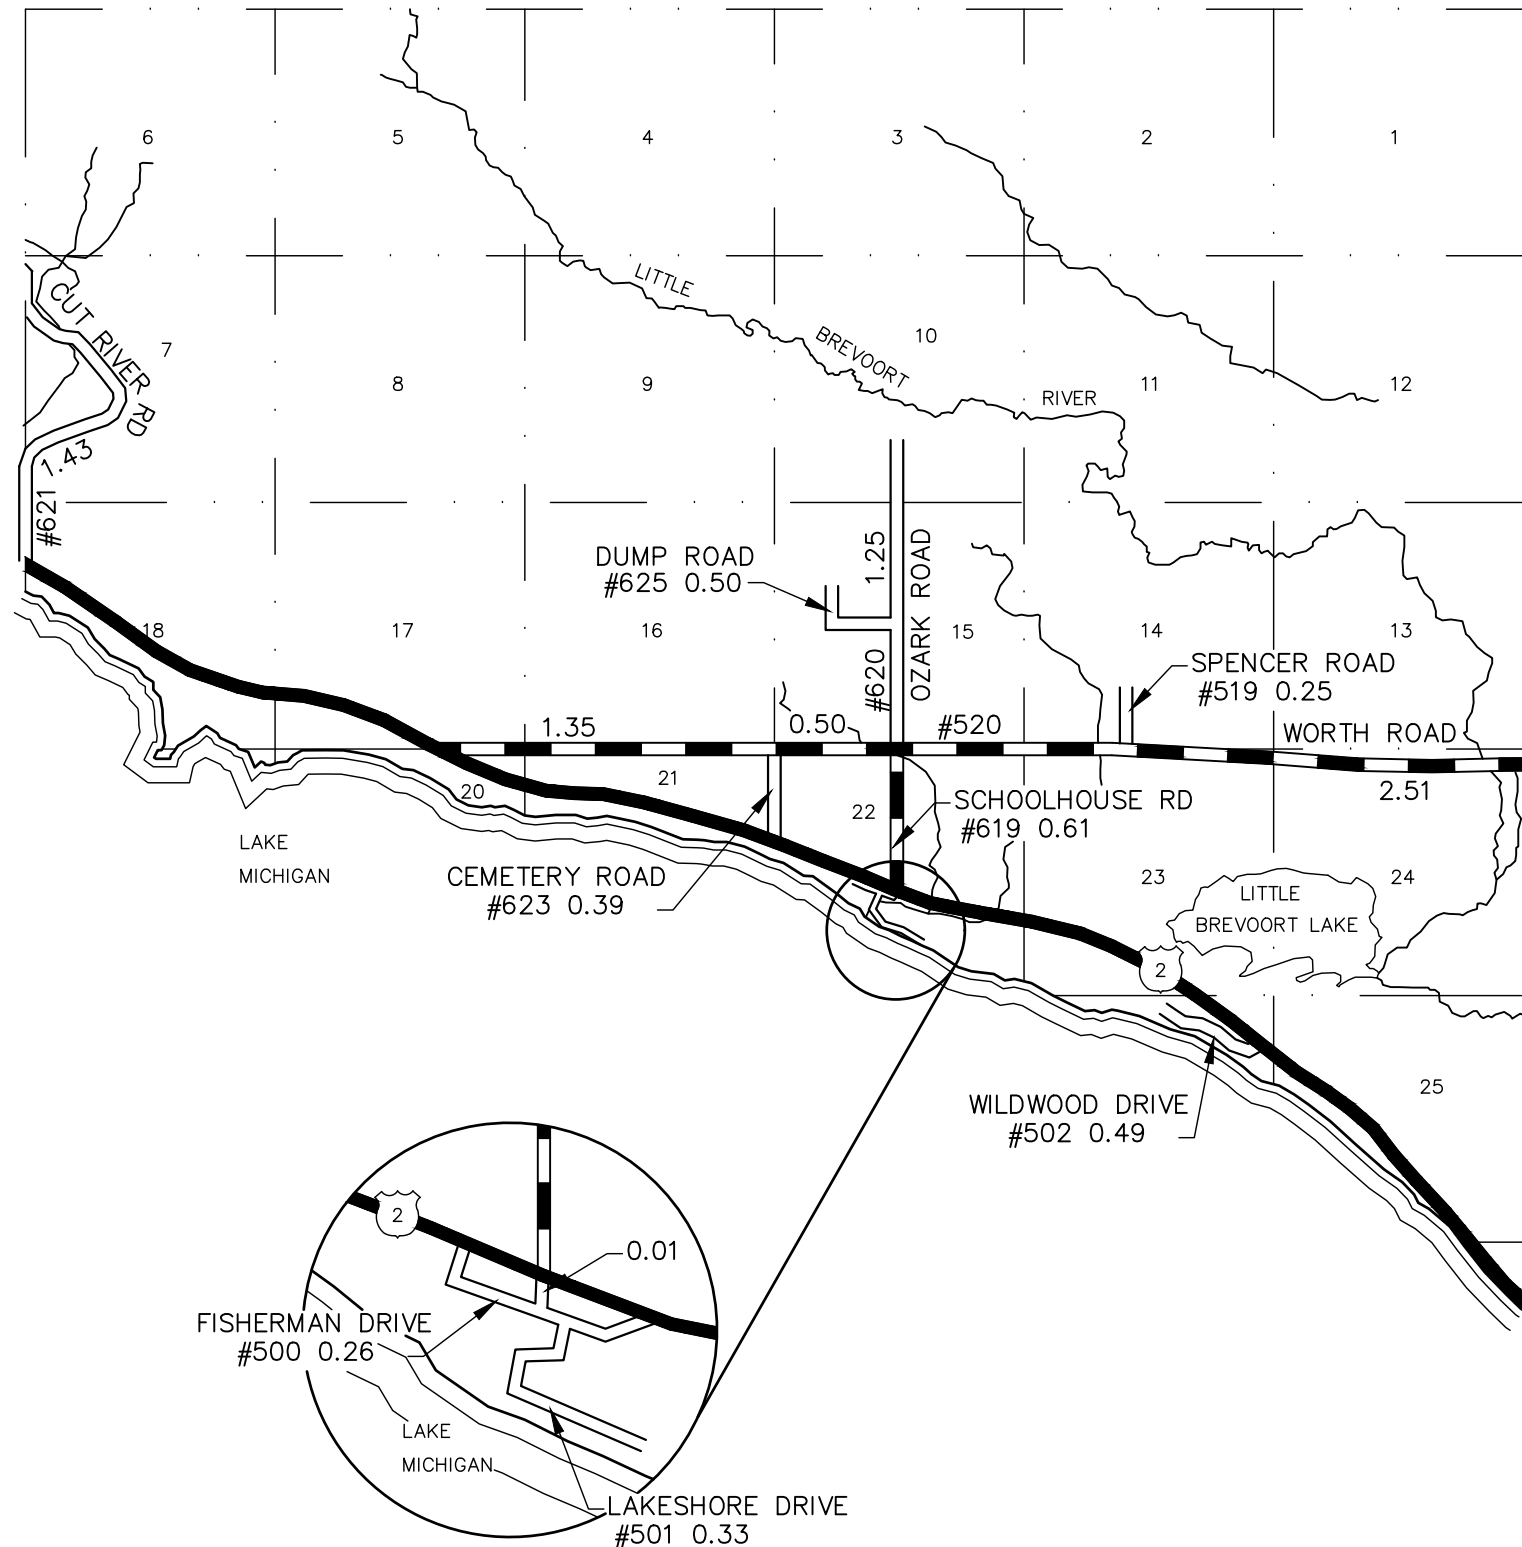 6
5
4
3
2
1
LITTLE
BREVOORT
RIVER
CUT RIVER RD
7
8
9
10
11
12
1.43
#621
DUMP ROAD
#625 0.50
1.25
OZARK ROAD
#620
18
17
16
15
14
13
SPENCER ROAD
#519 0.25
1.35
0.50
#520
WORTH ROAD
2.51
20
21
22
SCHOOLHOUSE RD
#619 0.61
LAKE
MICHIGAN
CEMETERY ROAD
#623 0.39
23
24
LITTLE
BREVOORT LAKE
2
25
WILDWOOD DRIVE
#502 0.49
2
0.01
FISHERMAN DRIVE
#500 0.26
LAKE
MICHIGAN
LAKESHORE DRIVE
#501 0.33